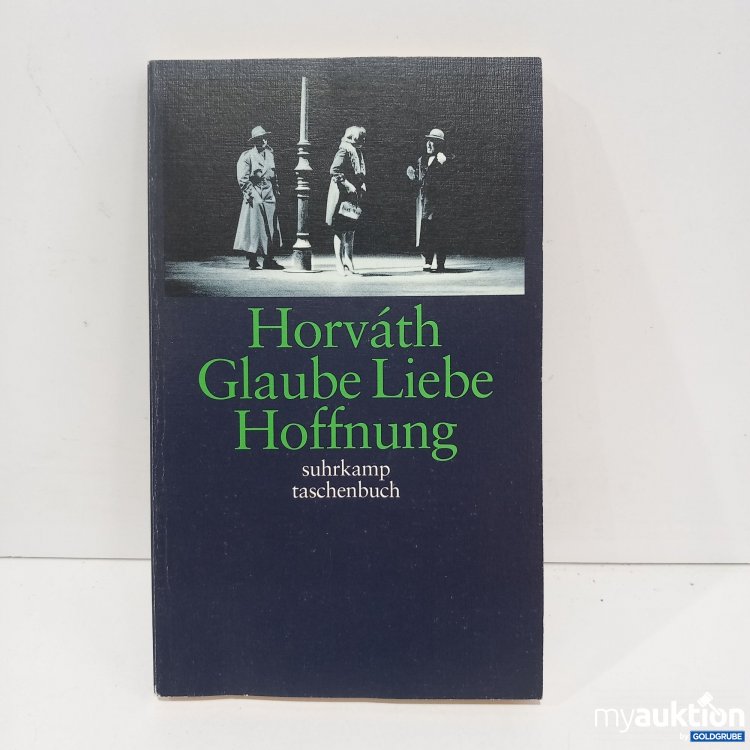 Horváth
Glaube Liebe
Hoffnung
suhrkamp
taschenbuch
myauktion
by GOLDGRUBE